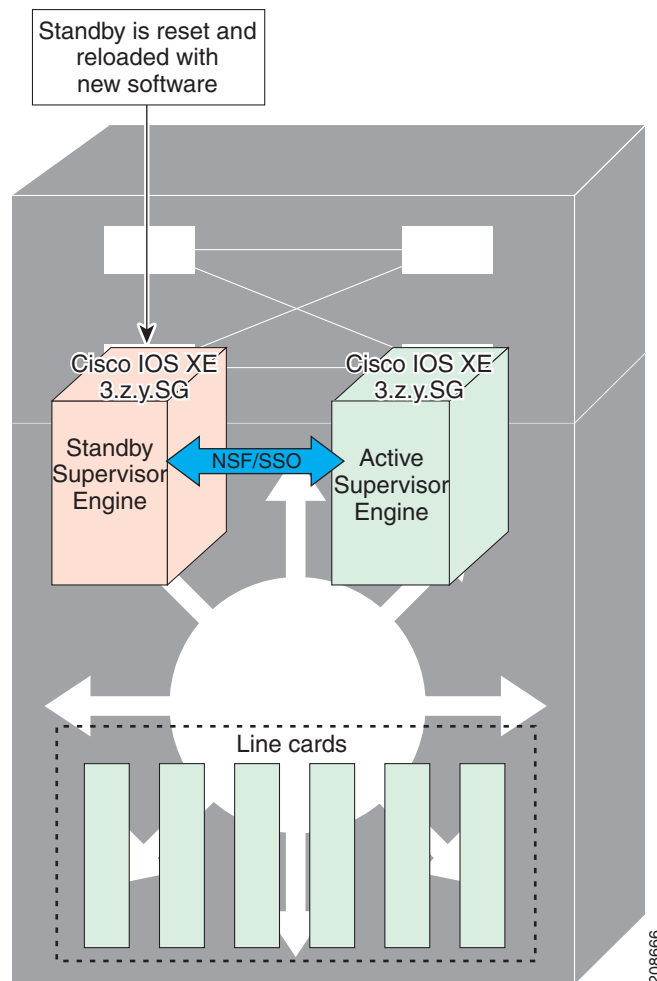 Standby is reset and
reloaded with
new software
Cisco IOS XE
3.z.y.SG
Cisco IOS XE
3.z.y.SG
Standby
Supervisor
Engine
NSF/SSO
Active
Supervisor
Engine
Line cards
208666